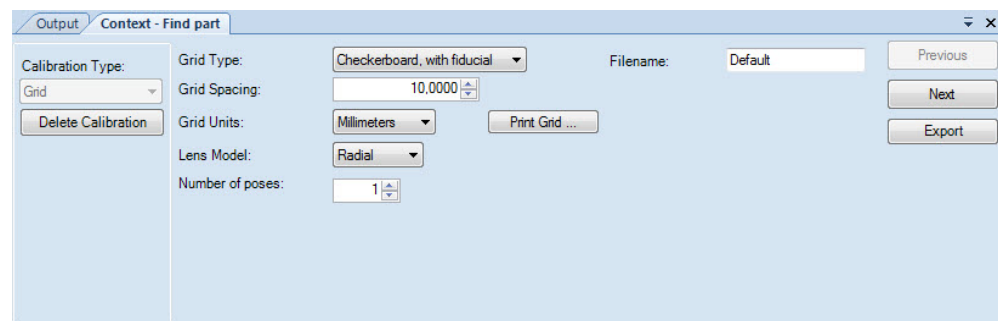 Output
Context - Find part
Calibration Type:
Grid
Delete Calibration
Grid Type:
Checkerboard, with fiducial
Filename:
Default
Grid Spacing:
10,0000
Grid Units:
Millimeters
Print Grid ...
Lens Model:
Radial
Number of poses:
1
Previous
Next
Export